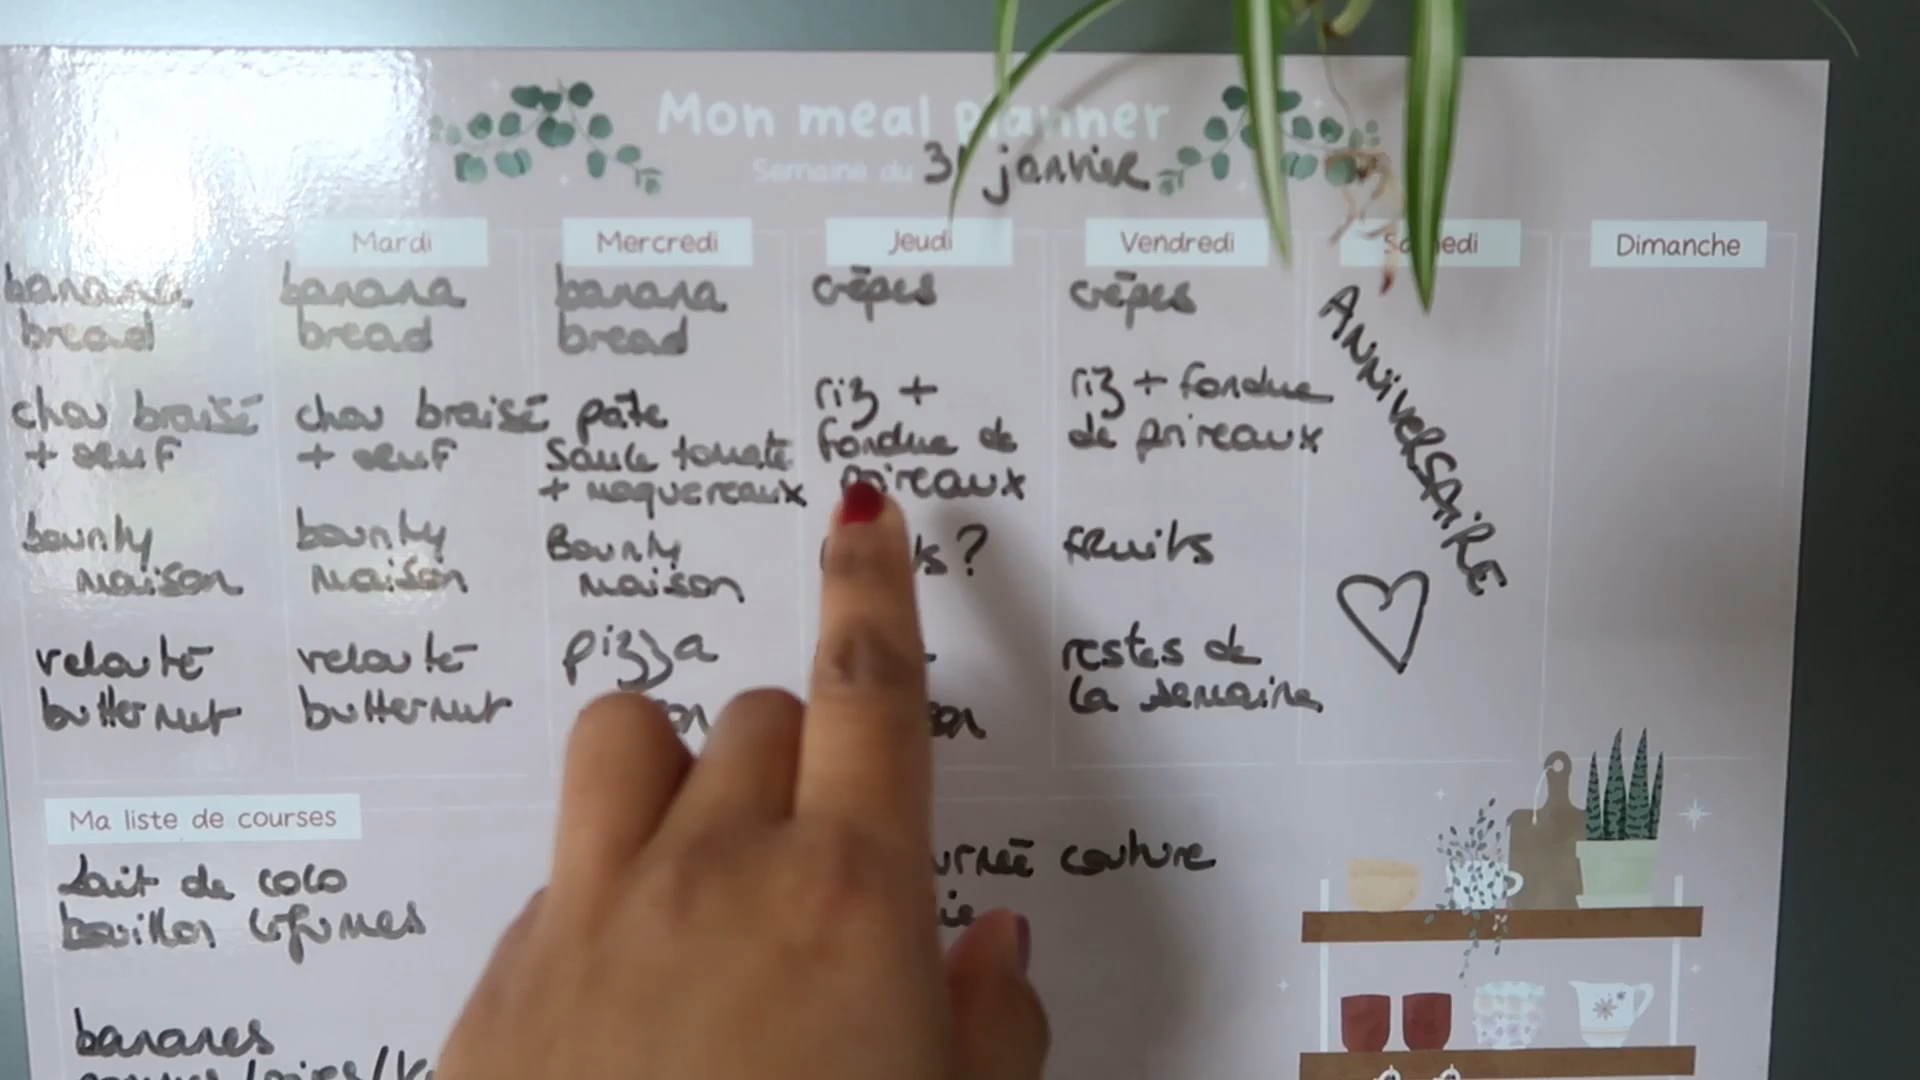 Mon meal planner
Semaine du 31 janvier
Mardi
Mercredi
Jeudi
Vendredi
Samedi
Dimanche
banana
bread
chou braisé
+ oeuf
bounty
maison
velouté
butternut
banana
bread
chou braisé
+ oeuf
bounty
maison
velouté
butternut
banana
bread
pâte
sauce tomate
+ maquereaux
Bounty
maison
pizza
crêpes
riz +
fondue de
poireaux
?
crêpes
riz + fondue
de poireaux
fruits
restes de
la semaine
ANNIVERSAIRE
Ma liste de courses
lait de coco
bouillon légumes
bananes
couture